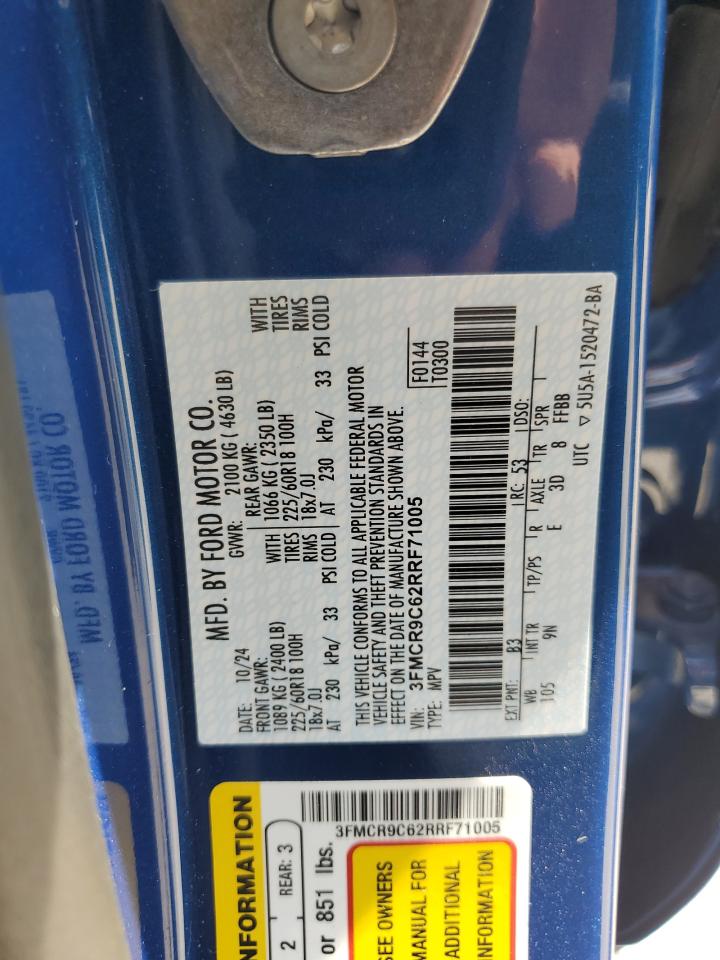 MFD. BY FORD MOTOR CO.
DATE: 10/24 GVWR: 2100 KG ( 4630 LB)
FRONT GAWR: REAR GAWR:
1089 KG ( 2400 LB) WITH 1066 KG ( 2350 LB) WITH
225/60R18 100H TIRES 225/60R18 100H TIRES
18x7.0J RIMS 18x7.0J RIMS
AT 230 kPa/ 33 PSI COLD AT 230 kPa/ 33 PSI COLD
THIS VEHICLE CONFORMS TO ALL APPLICABLE FEDERAL MOTOR
VEHICLE SAFETY AND THEFT PREVENTION STANDARDS IN
EFFECT ON THE DATE OF MANUFACTURE SHOWN ABOVE.
VIN: 3FMCR9C62RRF71005
TYPE: MPV
F0144
T0300
EXT PNT: B3 RC: 53 DSO:
WB INT TR TP/PS R AXLE TR SPR
105 9N E 3D 8 FFBB
UTC ▽ 5U5A-1520472-BA
NFORMATION
2 REAR: 3
or 851 lbs.
3FMCR9C62RRF71005
SEE OWNERS
MANUAL FOR
ADDITIONAL
INFORMATION